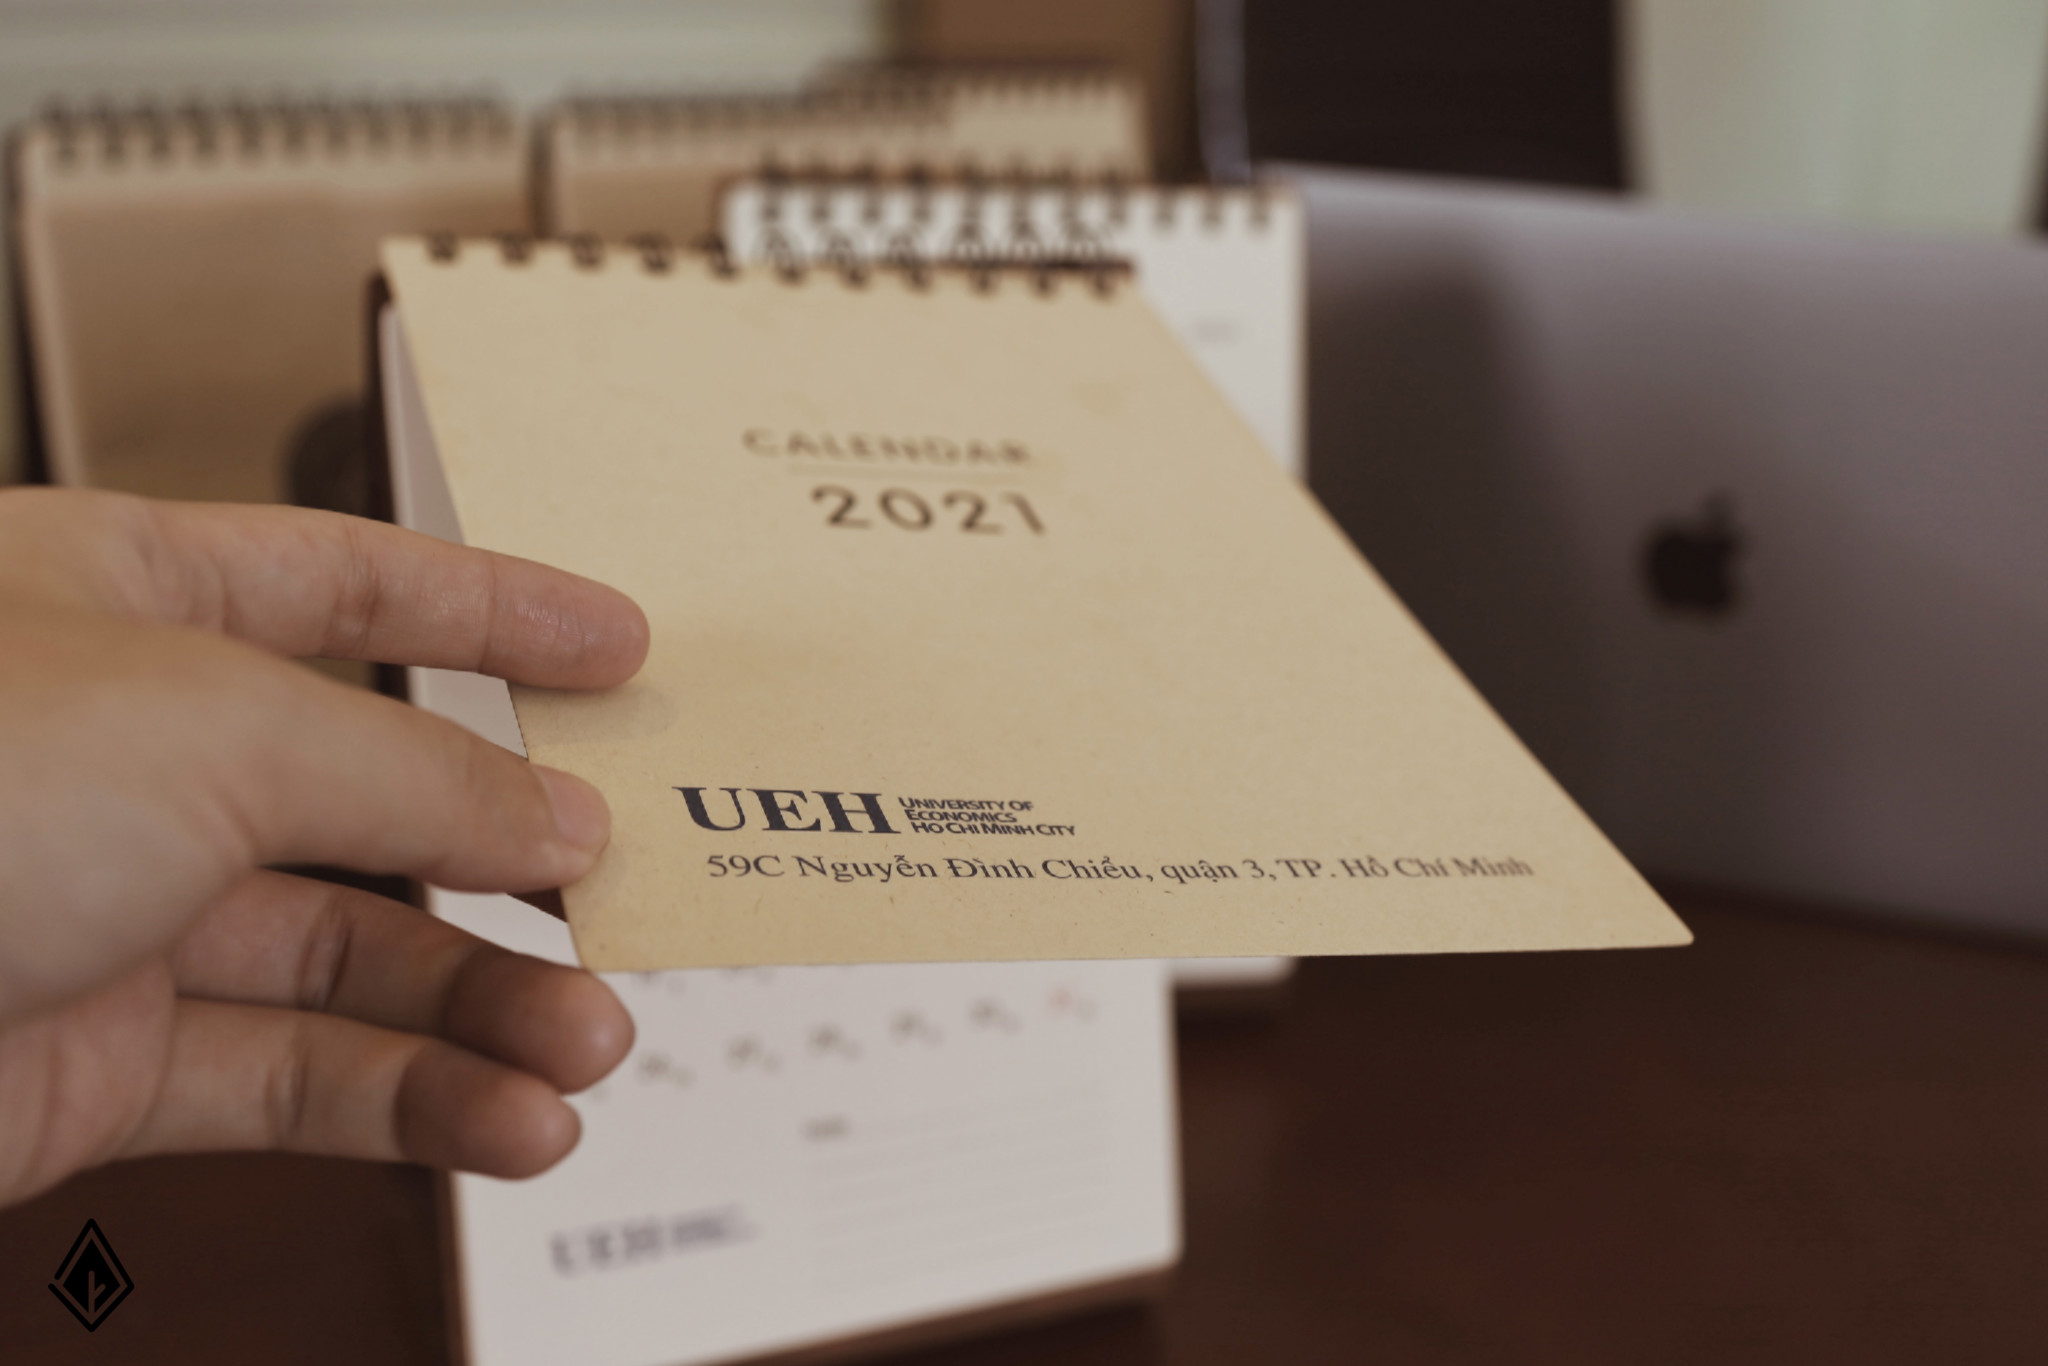 CALENDAR
2021
UEH
UNIVERSITY OF
ECONOMICS
HO CHI MINH CITY
59C Nguyễn Đình Chiểu, quận 3, TP. Hồ Chí Minh
UEH